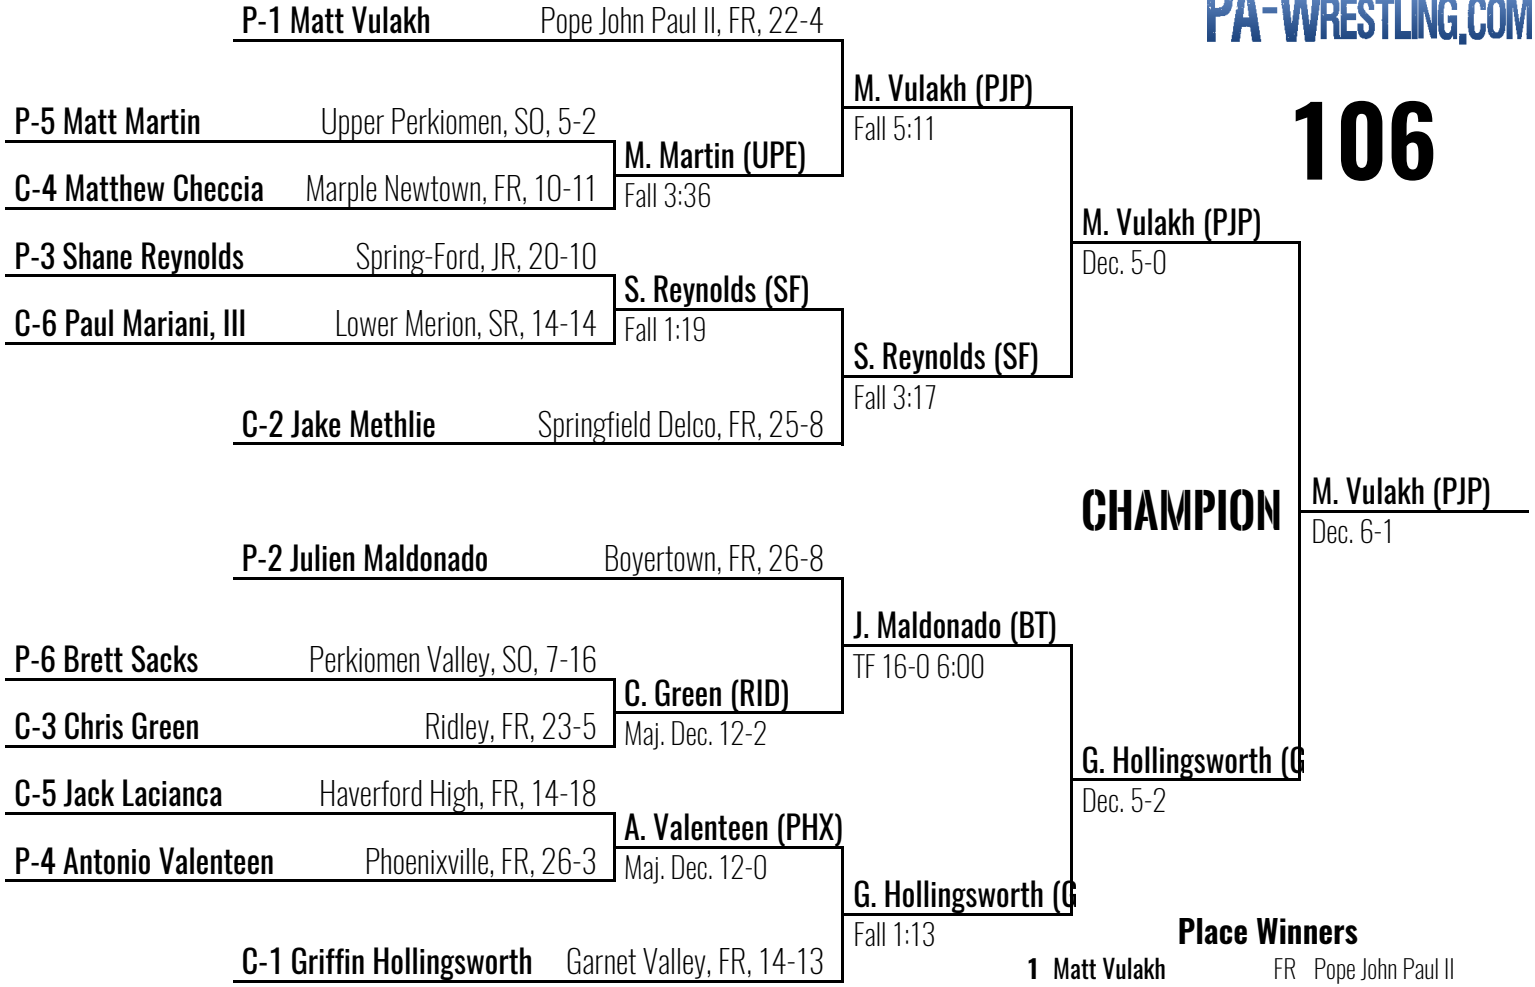 PA-WRESTLING.COM
P-1 Matt Vulakh Pope John Paul II, FR, 22-4
M. Vulakh (PJP)
106
P-5 Matt Martin Upper Perkiomen, SO, 5-2
Fall 5:11
M. Martin (UPE)
C-4 Matthew Checcia Marple Newtown, FR, 10-11
Fall 3:36
M. Vulakh (PJP)
P-3 Shane Reynolds Spring-Ford, JR, 20-10
Dec. 5-0
S. Reynolds (SF)
C-6 Paul Mariani, III Lower Merion, SR, 14-14
Fall 1:19
S. Reynolds (SF)
Fall 3:17
C-2 Jake Methlie Springfield Delco, FR, 25-8
M. Vulakh (PJP)
CHAMPION
Dec. 6-1
P-2 Julien Maldonado Boyertown, FR, 26-8
J. Maldonado (BT)
P-6 Brett Sacks Perkiomen Valley, SO, 7-16
TF 16-0 6:00
C. Green (RID)
C-3 Chris Green Ridley, FR, 23-5
Maj. Dec. 12-2
G. Hollingsworth (G
C-5 Jack Lacianca Haverford High, FR, 14-18
Dec. 5-2
A. Valenteen (PHX)
P-4 Antonio Valenteen Phoenixville, FR, 26-3
Maj. Dec. 12-0
G. Hollingsworth (G
Fall 1:13
Place Winners
C-1 Griffin Hollingsworth Garnet Valley, FR, 14-13
1 Matt Vulakh FR Pope John Paul II